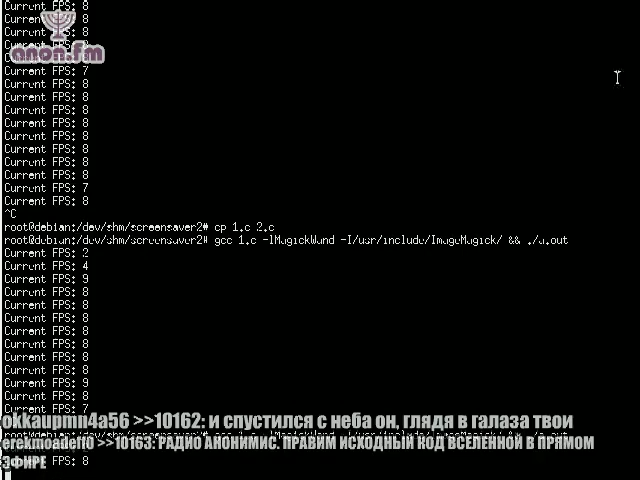 Current FPS: 8
Current FPS: 8
Current FPS: 8
Current FPS: 8
anon.fm
Current FPS: 7
Current FPS: 8
Current FPS: 8
Current FPS: 8
Current FPS: 8
Current FPS: 8
Current FPS: 8
Current FPS: 8
Current FPS: 8
Current FPS: 7
Current FPS: 8
^C
root@debian:/dev/shm/screensaver2# cp 1.c 2.c
root@debian:/dev/shm/screensaver2# gcc 1.c -lMagickWand -I/usr/include/ImageMagick/ && ./a.out
Current FPS: 2
Current FPS: 4
Current FPS: 9
Current FPS: 8
Current FPS: 8
Current FPS: 8
Current FPS: 8
Current FPS: 8
Current FPS: 8
Current FPS: 8
Current FPS: 9
Current FPS: 8
Current FPS: 7
okkaupmn4a56 >>10162: и спустился с неба он, глядя в галаза твои
erekmoadeff0 >>10163: РАДИО АНОНИМИС. ПРАВИМ ИСХОДНЫЙ КОД ВСЕЛЕННОЙ В ПРЯМОМ
ЭФИРЕ FPS: 8